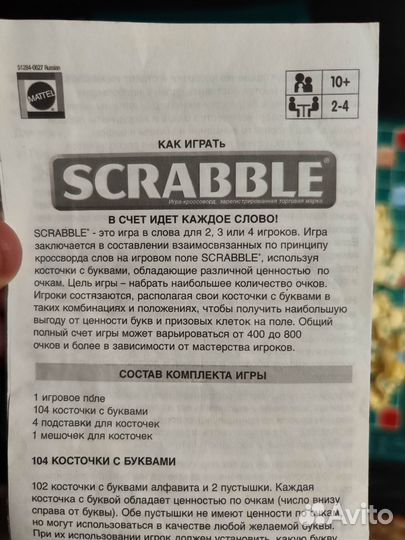 51284-0627 Russian
MATTEL
10+
2-4
КАК ИГРАТЬ
SCRABBLE®
Игра-кроссворд, зарегистрированная торговая марка
В СЧЕТ ИДЕТ КАЖДОЕ СЛОВО!
SCRABBLE® - это игра в слова для 2, 3 или 4 игроков. Игра
заключается в составлении взаимосвязанных по принципу
кроссворда слов на игровом поле SCRABBLE®, используя
косточки с буквами, обладающие различной ценностью по
очкам. Цель игры – набрать наибольшее количество очков.
Игроки состязаются, располагая свои косточки с буквами в
таких комбинациях и положениях, чтобы получить наибольшую
выгоду от ценности букв и призовых клеток на поле. Общий
полный счет игры может варьироваться от 400 до 800
очков и более в зависимости от мастерства игроков.
СОСТАВ КОМПЛЕКТА ИГРЫ
1 игровое поле
104 косточки с буквами
4 подставки для косточек
1 мешочек для косточек
104 КОСТОЧКИ С БУКВАМИ
102 косточки с буквами алфавита и 2 пустышки. Каждая
косточка с буквой обладает ценностью по очкам (число внизу
справа от буквы). Обе пустышки не имеют ценности по очкам,
но могут использоваться в качестве любой желаемой буквы.
При их использовании игрок должен установить, какую букву
Avito